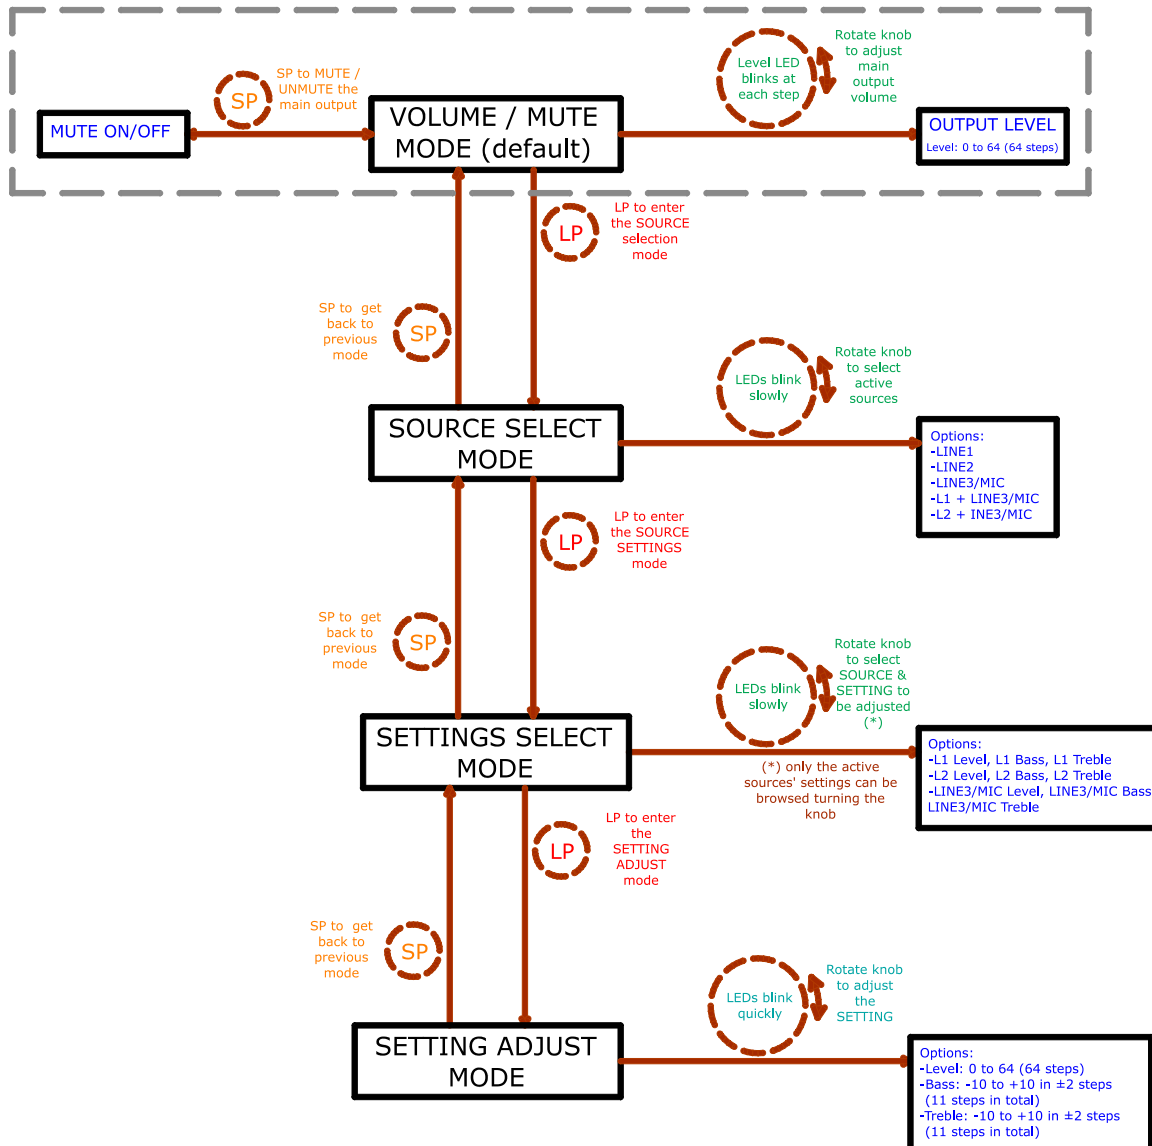 SP to MUTE /
UNMUTE the
main output
SP
MUTE ON/OFF
VOLUME / MUTE
MODE (default)
Level LED
blinks at
each step
Rotate knob
to adjust
main
output
volume
OUTPUT LEVEL
Level: 0 to 64 (64 steps)
LP
LP to enter
the SOURCE
selection
mode
SP to get
back to
previous
mode
SP
SOURCE SELECT
MODE
LEDs blink
slowly
Rotate knob
to select
active
sources
Options:
-LINE1
-LINE2
-LINE3/MIC
-L1 + LINE3/MIC
-L2 + INE3/MIC
LP
LP to enter
the SOURCE
SETTINGS
mode
SP to get
back to
previous
mode
SP
SETTINGS SELECT
MODE
LEDs blink
slowly
Rotate knob
to select
SOURCE &
SETTING to
be adjusted
(*)
(*) only the active
sources' settings can be
browsed turning the
knob
Options:
-L1 Level, L1 Bass, L1 Treble
-L2 Level, L2 Bass, L2 Treble
-LINE3/MIC Level, LINE3/MIC Bass
LINE3/MIC Treble
LP
LP to enter
the
SETTING
ADJUST
mode
SP to get
back to
previous
mode
SP
SETTING ADJUST
MODE
LEDs blink
quickly
Rotate knob
to adjust
the
SETTING
Options:
-Level: 0 to 64 (64 steps)
-Bass: -10 to +10 in ±2 steps
(11 steps in total)
-Treble: -10 to +10 in ±2 steps
(11 steps in total)